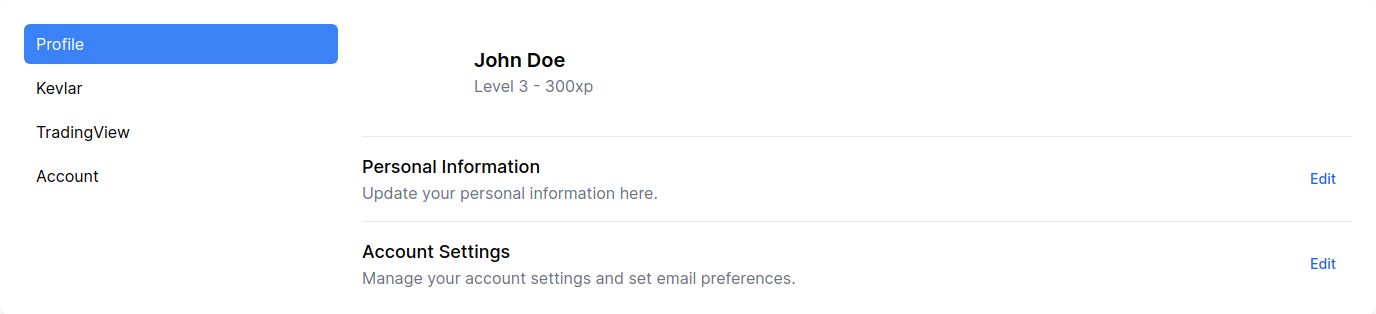 Profile
Kevlar
TradingView
Account
John Doe
Level 3 - 300xp
Personal Information
Update your personal information here.
Edit
Account Settings
Manage your account settings and set email preferences.
Edit